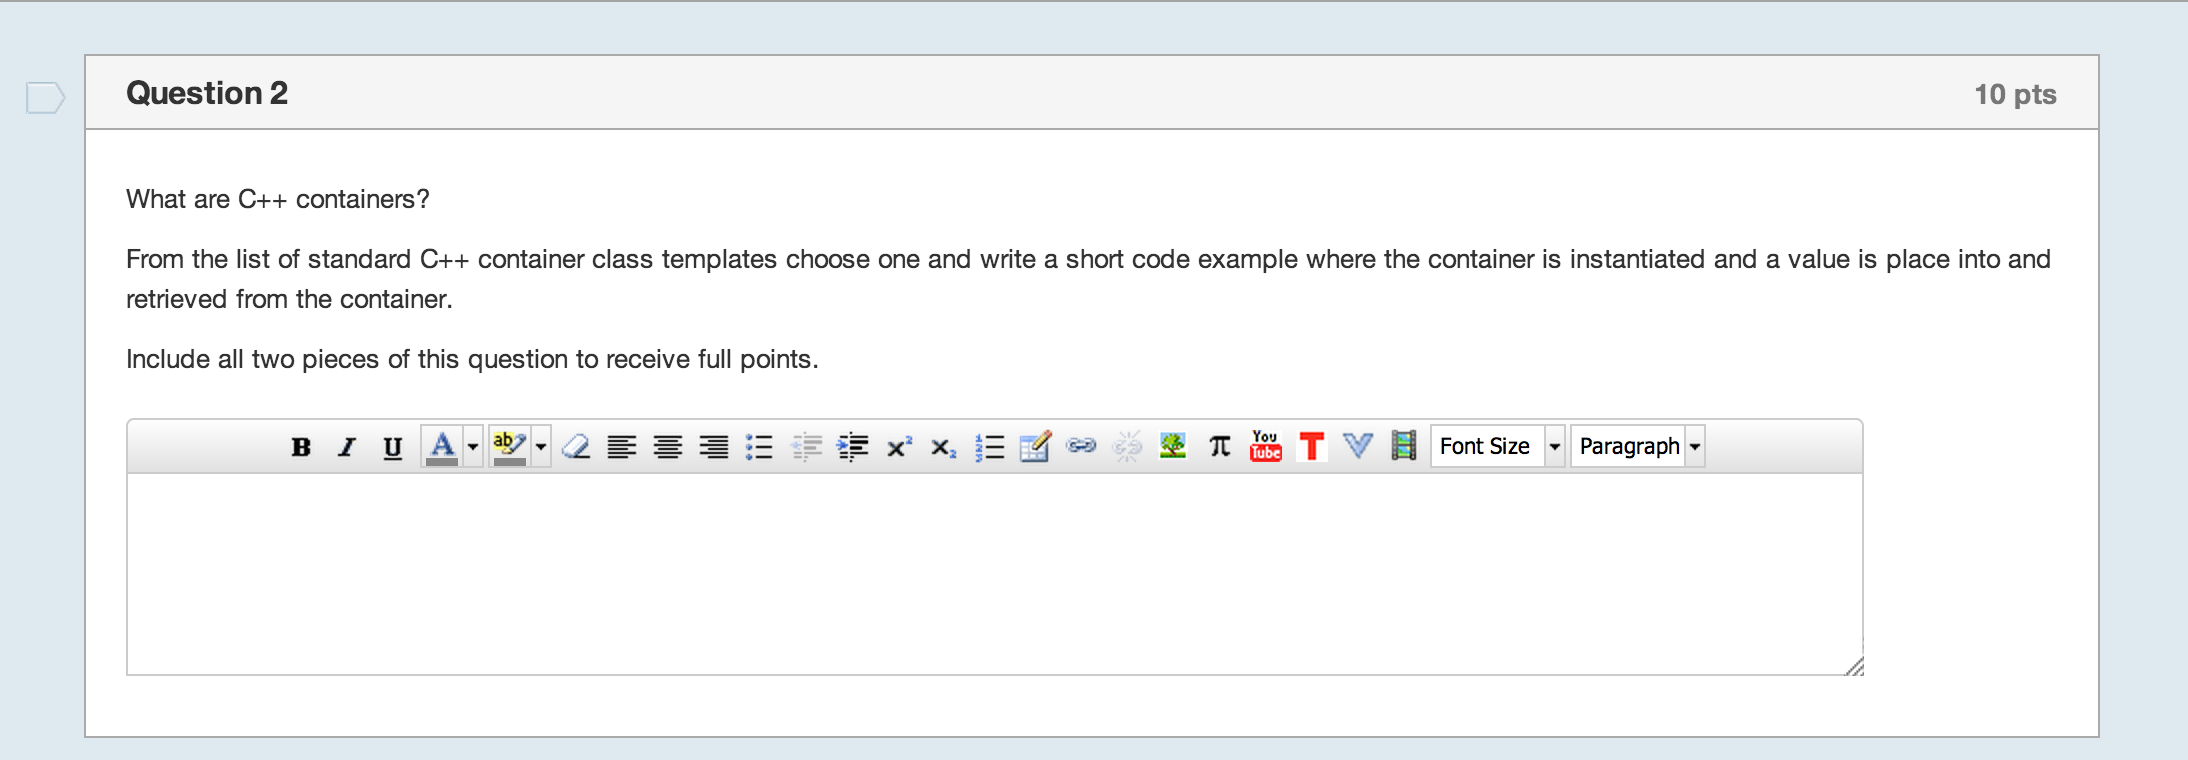 Question 2
10 pts
What are C++ containers?
From the list of standard C++ container class templates choose one and write a short code example where the container is instantiated and a value is place into and
retrieved from the container.
Include all two pieces of this question to receive full points.
B I U A ab x² x₂ π You Tube T V Font Size Paragraph